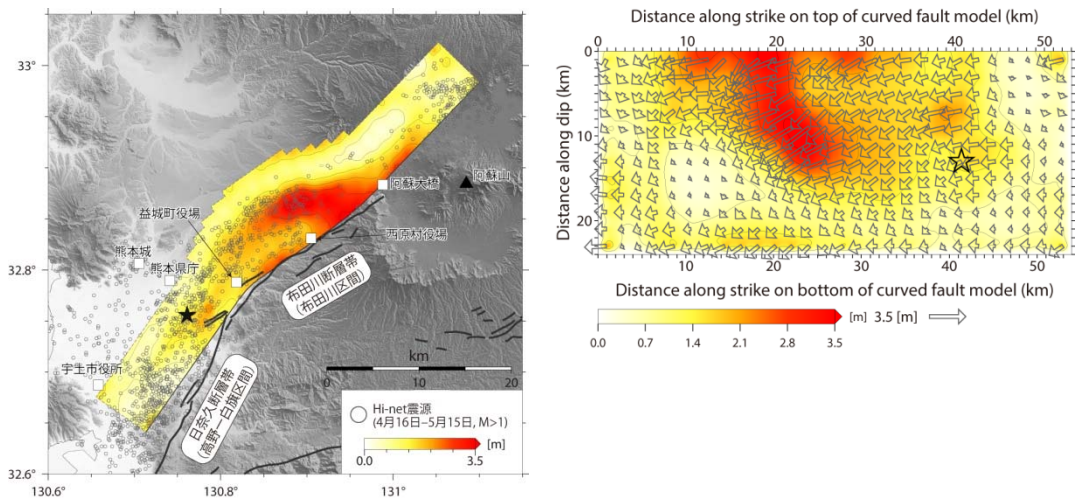 33°
32.8°
32.6°
130.6°
130.8°
131°
阿蘇大橋
阿蘇山
益城町役場
西原村役場
熊本城
熊本県庁
布田川断層帯
(布田川区間)
宇土市役所
日奈久断層帯
(高野ー白旗区間)
km
0
10
20
Hi-net震源
(4月16日–5月15日, M>1)
[m]
0.0
3.5
Distance along strike on top of curved fault model (km)
0
10
20
30
40
50
Distance along dip (km)
0
10
20
10
20
30
40
50
Distance along strike on bottom of curved fault model (km)
[m] 3.5 [m]
0.0 0.7 1.4 2.1 2.8 3.5